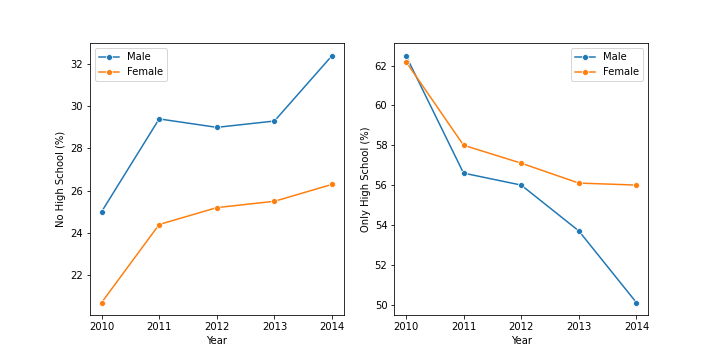 Male
Female
32
30
28
26
24
22
No High School (%)
2010 2011 2012 2013 2014
Year
Male
Female
62
60
58
56
54
52
50
Only High School (%)
2010 2011 2012 2013 2014
Year